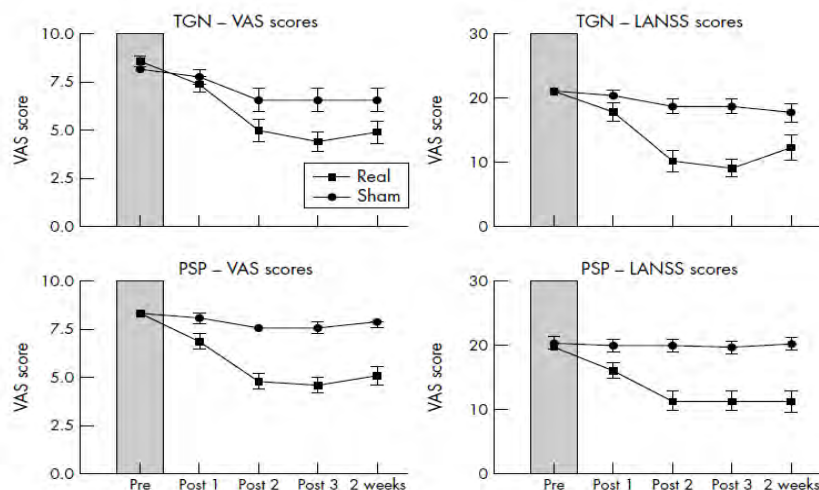 TGN – VAS scores
10.0
7.5
5.0
2.5
0.0
VAS score
Real
Sham
TGN – LANSS scores
30
20
10
0
VAS score
PSP – VAS scores
10.0
7.5
5.0
2.5
0.0
VAS score
Pre Post 1 Post 2 Post 3 2 weeks
PSP – LANSS scores
30
20
10
0
VAS score
Pre Post 1 Post 2 Post 3 2 weeks